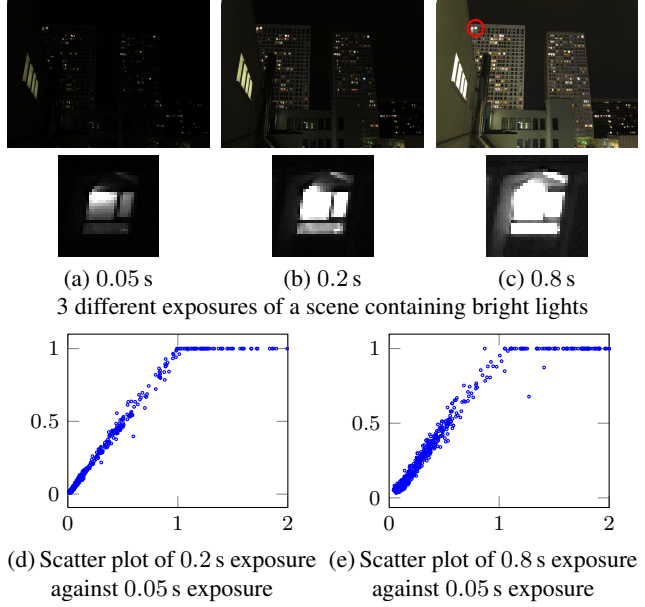 (a) 0.05 s (b) 0.2 s (c) 0.8 s
3 different exposures of a scene containing bright lights
1
0.5
0
0 1 2
1
0.5
0
0 1 2
(d) Scatter plot of 0.2 s exposure
against 0.05 s exposure
(e) Scatter plot of 0.8 s exposure
against 0.05 s exposure